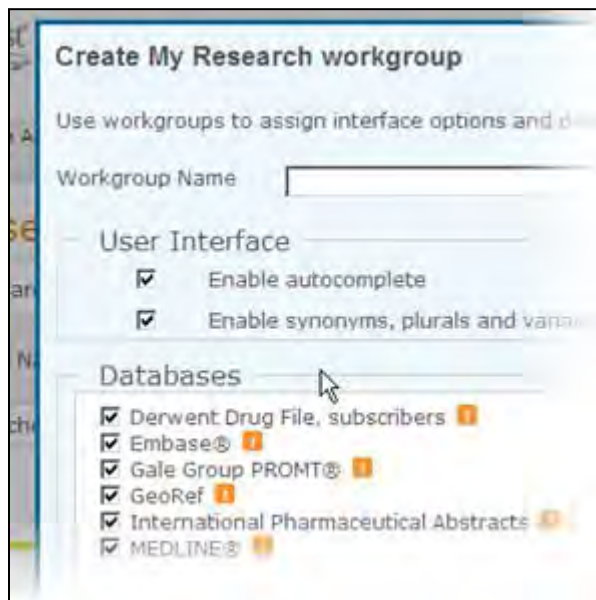 Create My Research workgroup
Use workgroups to assign interface options and
Workgroup Name
User Interface
Enable autocomplete
Enable synonyms, plurals and
Databases
Derwent Drug File, subscribers
Embase®
Gale Group PROMT®
GeoRef
International Pharmaceutical Abstracts
MEDLINE®